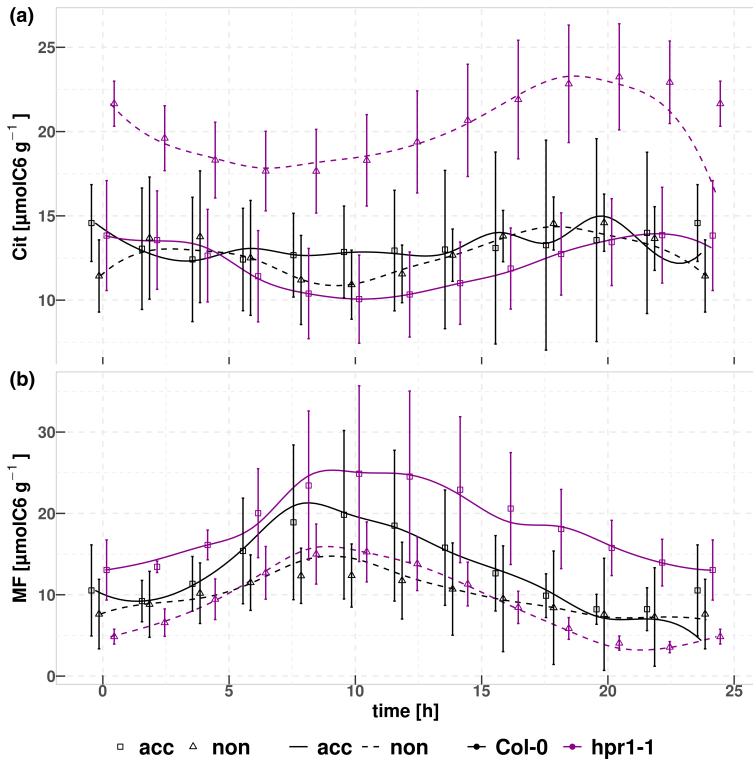 (a)
25
20
15
10
Cit [μmolC6 g⁻¹ ]
(b)
30
20
10
0
MF [μmolC6 g⁻¹ ]
0 5 10 15 20 25
time [h]
acc non acc non Col-0 hpr1-1